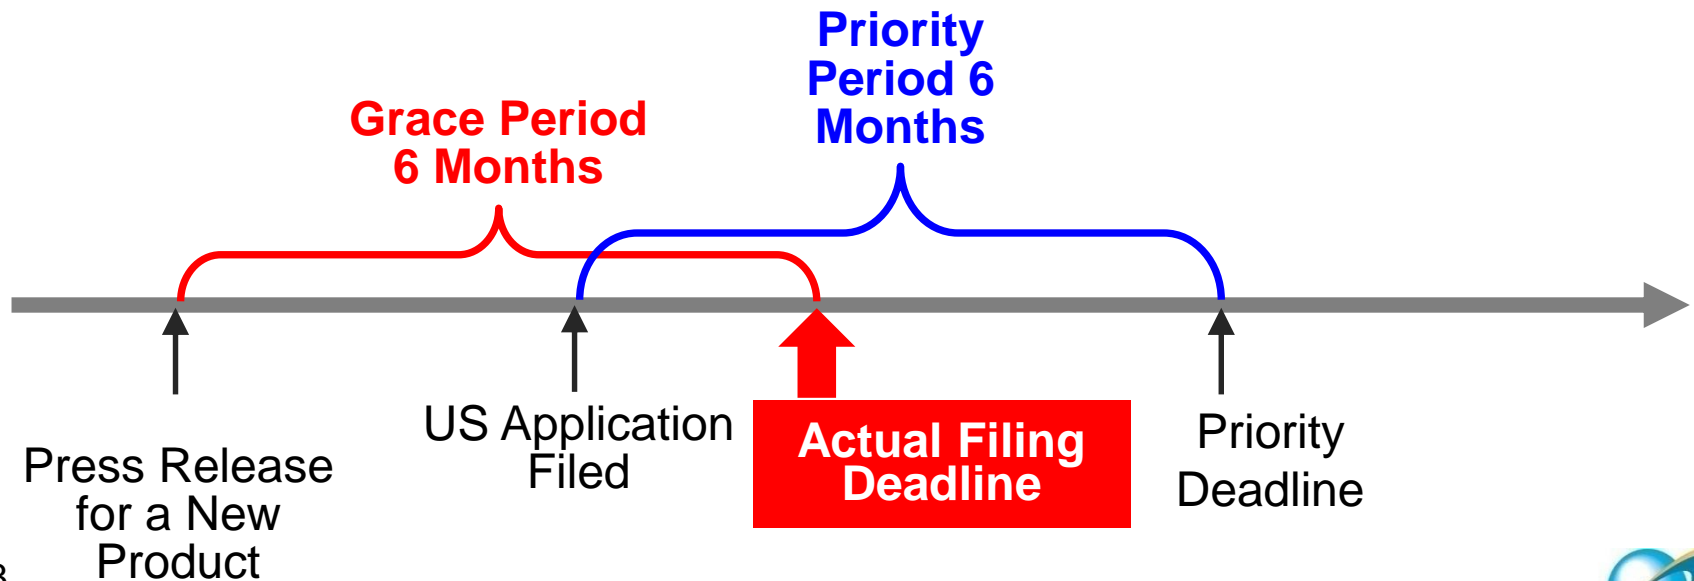 Priority
Period 6
Months
Grace Period
6 Months
US Application
Filed
Actual Filing
Deadline
Priority
Deadline
Press Release
for a New
Product